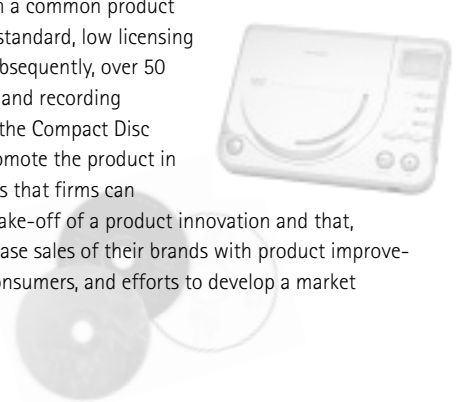 a common product
standard, low licensing
bsequently, over 50
and recording
the Compact Disc
omote the product in
s that firms can
ake-off of a product innovation and that,
ase sales of their brands with product improve-
onsumers, and efforts to develop a market